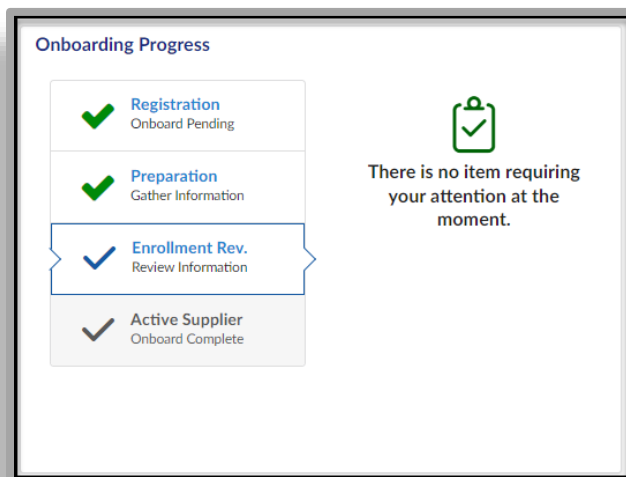 Onboarding Progress
Registration
Onboard Pending
Preparation
Gather Information
Enrollment Rev.
Review Information
Active Supplier
Onboard Complete
There is no item requiring
your attention at the
moment.